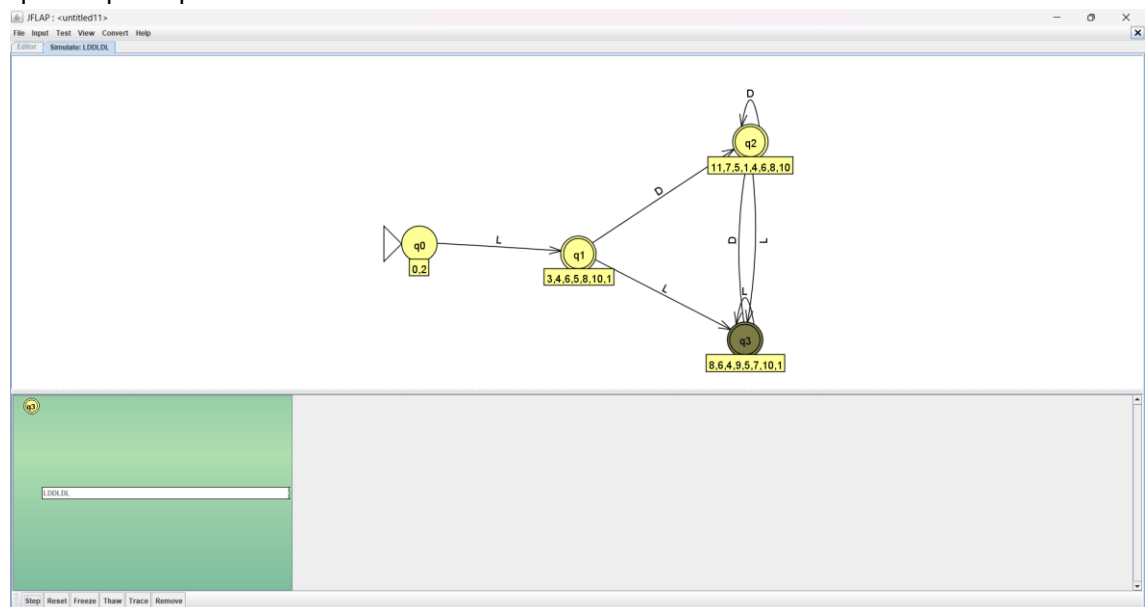 JFLAP : <untitled11>
File Input Test View Convert Help
Editor Simulate: LDDLDL
D
q2
11,7,5,1,4,6,8,10
D
q0
0,2
L
q1
3,4,6,5,8,10,1
D
L
L
L
q3
8,6,4,9,5,7,10,1
q3
LDDLDL
Step Reset Freeze Thaw Trace Remove